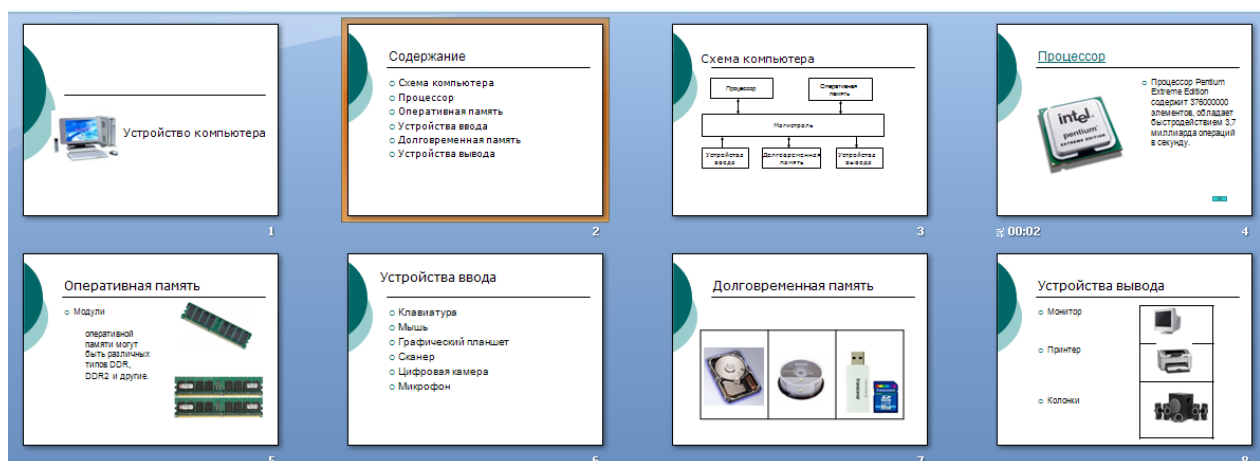 Устройство компьютера
1
Содержание
Схема компьютера
Процессор
Оперативная память
Устройства ввода
Долговременная память
Устройства вывода
2
Схема компьютера
Процессор
Оперативная
память
Магистраль
Устройства
ввода
Долговременная
память
Устройства
вывода
3
Процессор
intel
pentium
EXTREME EDITION
Процессор Pentium
Extreme Edition
содержит 376000000
элементов, обладает
быстродействием 3,7
миллиарда операций
в секунду.
00:02
4
Оперативная память
Модули
оперативной
памяти могут
быть различных
типов DDR,
DDR2 и другие.
5
Устройства ввода
Клавиатура
Мышь
Графический планшет
Сканер
Цифровая камера
Микрофон
6
Долговременная память
Transcend
7
Устройства вывода
Монитор
Принтер
Колонки
8